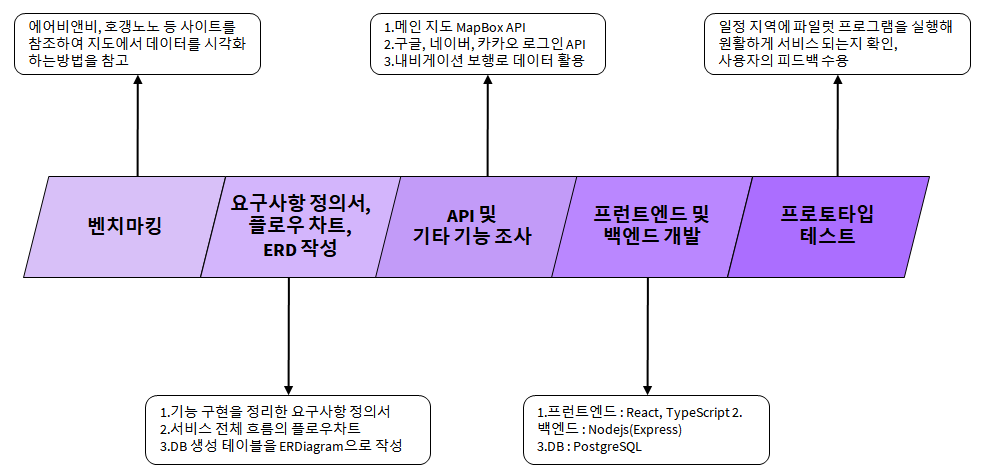 에어비앤비, 호갱노노 등 사이트를
참조하여 지도에서 데이터를 시각화
하는방법을 참고
1.메인 지도 MapBox API
2.구글, 네이버, 카카오 로그인 API
3.내비게이션 보행로 데이터 활용
일정 지역에 파일럿 프로그램을 실행해
원활하게 서비스 되는지 확인,
사용자의 피드백 수용
벤치마킹
요구사항 정의서,
플로우 차트,
ERD 작성
API 및
기타 기능 조사
프런트엔드 및
백엔드 개발
프로토타입
테스트
1.기능 구현을 정리한 요구사항 정의서
2.서비스 전체 흐름의 플로우차트
3.DB 생성 테이블을 ERDiagram으로 작성
1.프런트엔드 : React, TypeScript 2.
백엔드 : Nodejs(Express)
3.DB : PostgreSQL